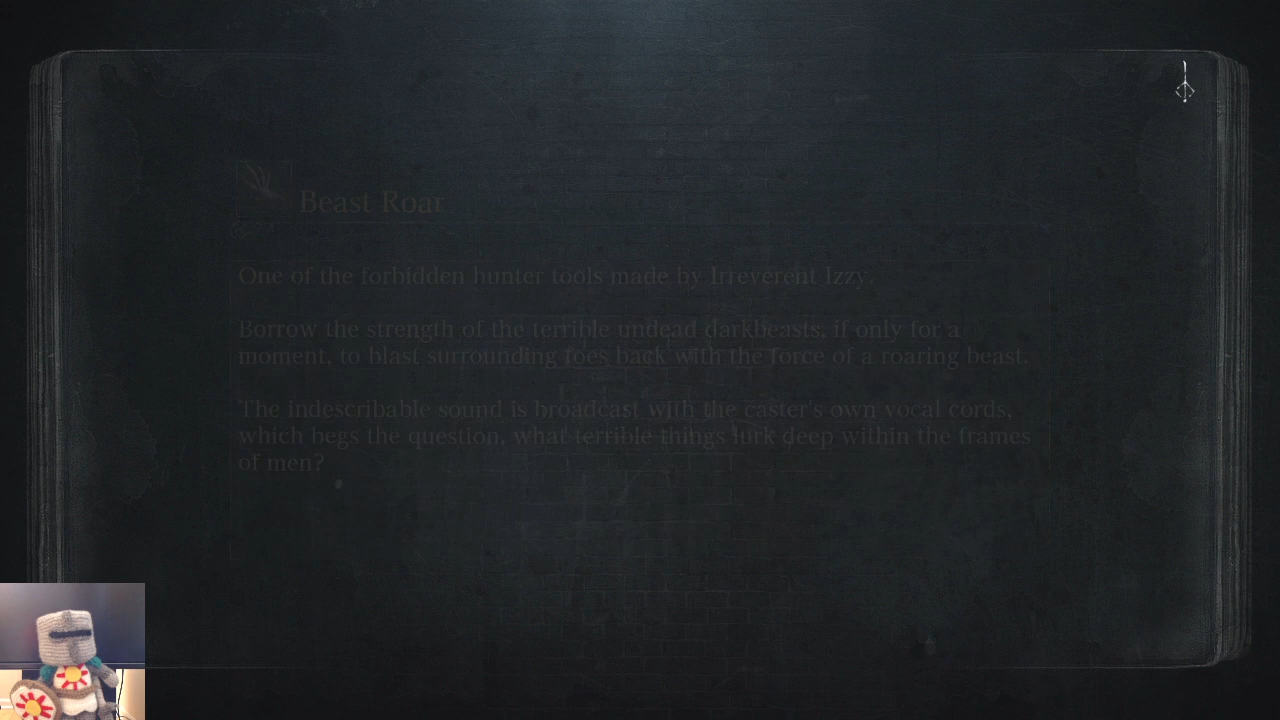 Beast Roar
One of the forbidden hunter tools made by Irreverent Izzy.
Borrow the strength of the terrible undead darkbeasts, if only for a
moment, to blast surrounding foes back with the force of a roaring beast.
The indescribable sound is broadcast with the caster's own vocal cords,
which begs the question, what terrible things lurk deep within the frames
of men?